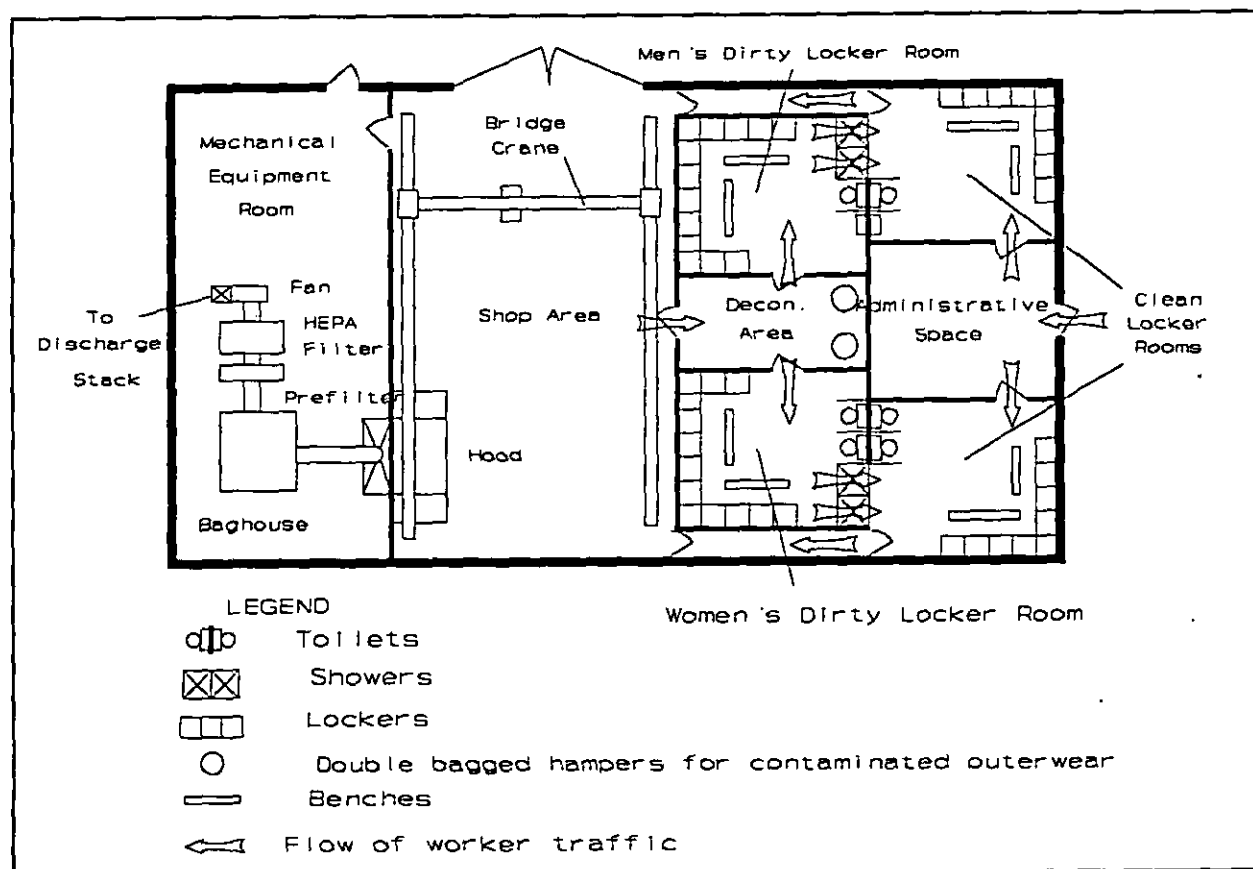 Men's Dirty Locker Room
Mechanical
Equipment
Room
Bridge
Crane
Fan
HEPA
Filter
To
Discharge
Stack
Prefilter
Baghouse
Hood
Shop Area
Decon.
Area
Administrative
Space
Clean
Locker
Rooms
Women's Dirty Locker Room
LEGEND
Toilets
Showers
Lockers
Double bagged hampers for contaminated outerwear
Benches
Flow of worker traffic